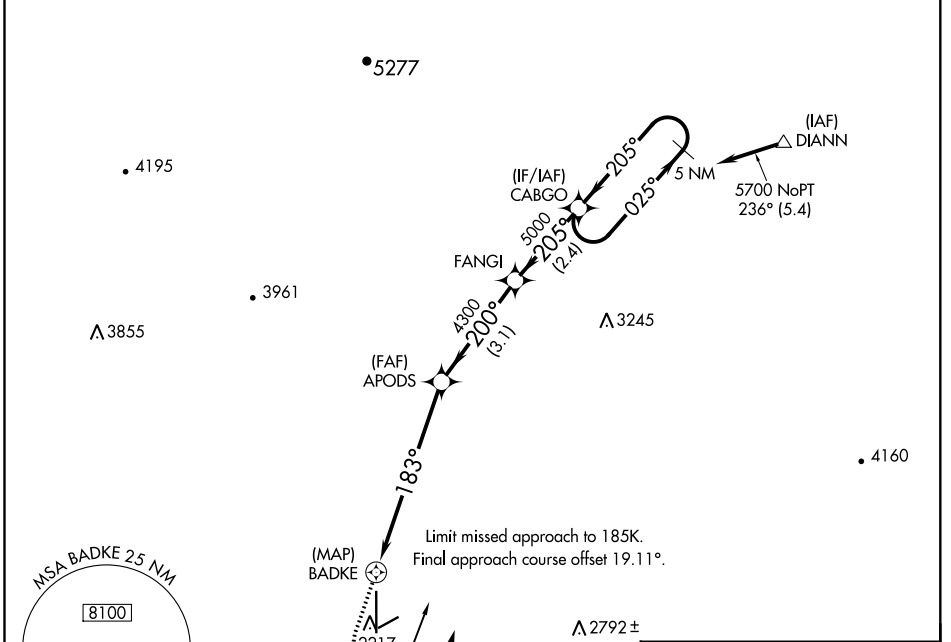 5277
4195
(IAF)
DIANN
205°
5 NM
(IF/IAF)
CABGO
025°
5700 NoPT
236° (5.4)
5000
205°
(2.4)
FANGI
3961
4300
200°
(3.1)
3855
3245
(FAF)
APODS
4160
183°
Limit missed approach to 185K.
Final approach course offset 19.11°.
(MAP)
BADKE
MSA BADKE 25 NM
8100
2792±